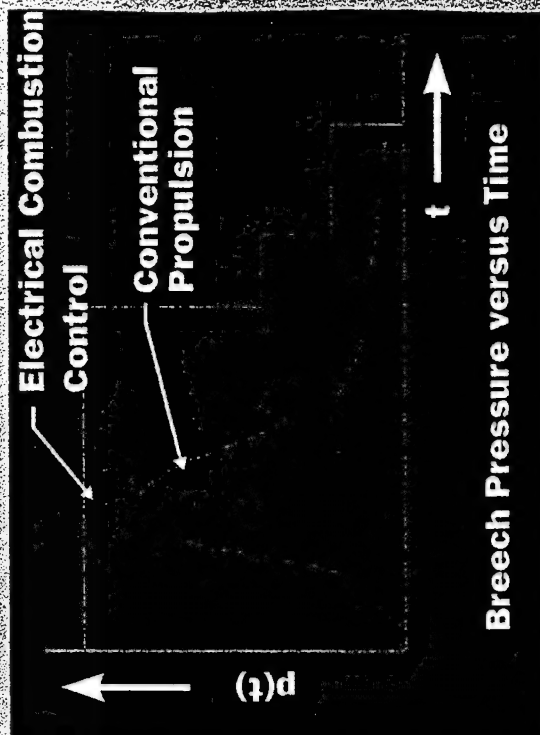 Electrical Combustion
Control
Conventional
Propulsion
p(t)
t
Breech Pressure versus Time